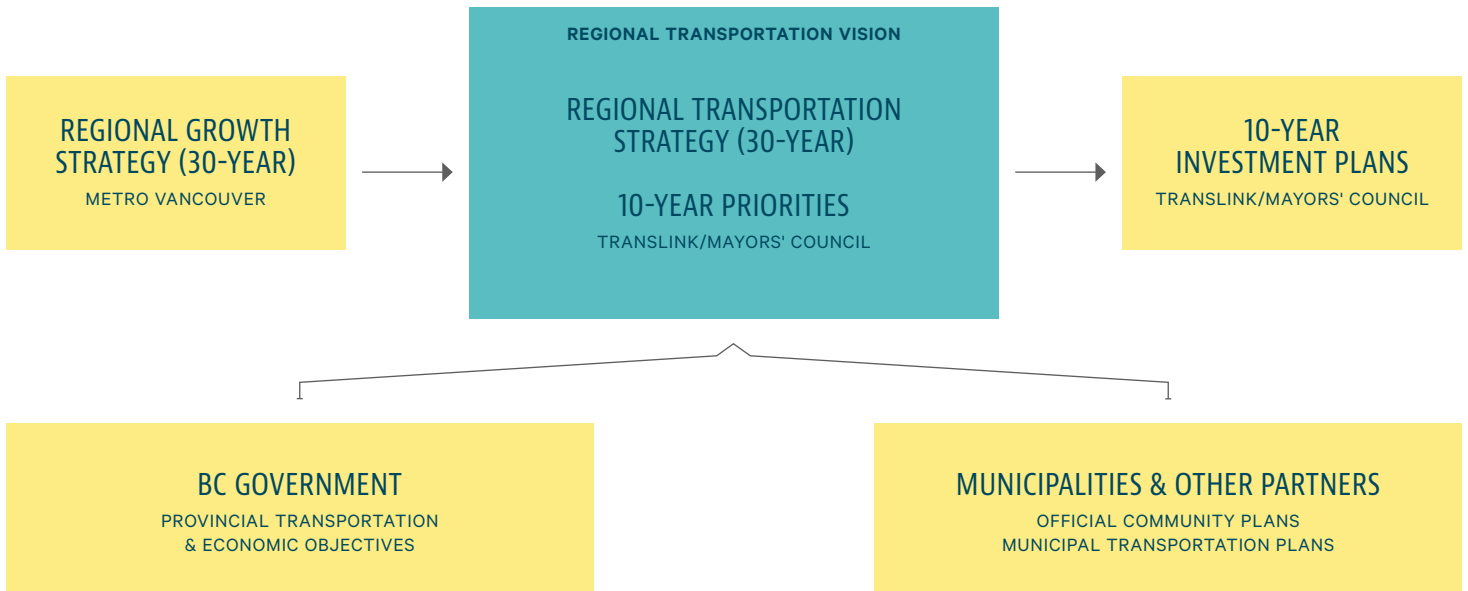 REGIONAL GROWTH
STRATEGY (30-YEAR)
METRO VANCOUVER
REGIONAL TRANSPORTATION VISION
REGIONAL TRANSPORTATION
STRATEGY (30-YEAR)
10-YEAR PRIORITIES
TRANSLINK/MAYORS' COUNCIL
10-YEAR
INVESTMENT PLANS
TRANSLINK/MAYORS' COUNCIL
BC GOVERNMENT
PROVINCIAL TRANSPORTATION
& ECONOMIC OBJECTIVES
MUNICIPALITIES & OTHER PARTNERS
OFFICIAL COMMUNITY PLANS
MUNICIPAL TRANSPORTATION PLANS